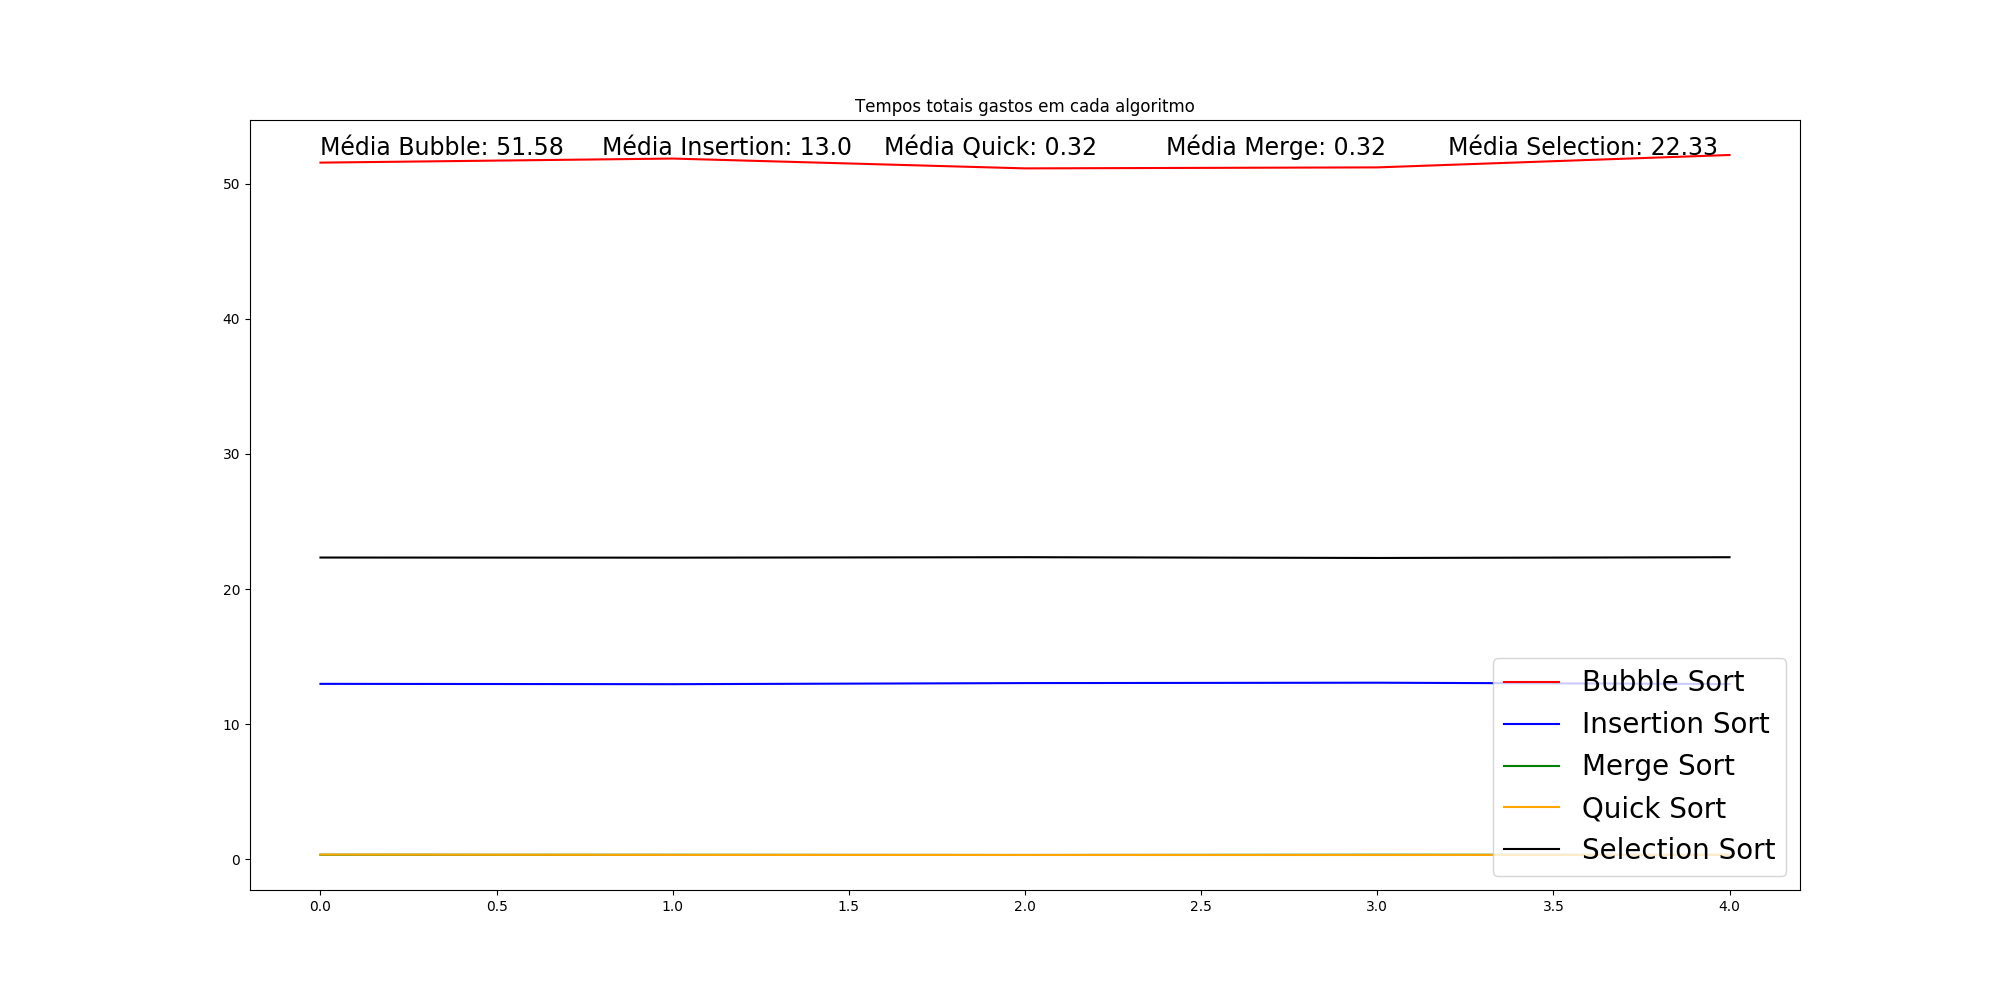 Tempos totais gastos em cada algoritmo
Média Bubble: 51.58 Média Insertion: 13.0 Média Quick: 0.32 Média Merge: 0.32 Média Selection: 22.33
50
40
30
20
10
0
Bubble Sort
Insertion Sort
Merge Sort
Quick Sort
Selection Sort
0.0 0.5 1.0 1.5 2.0 2.5 3.0 3.5 4.0